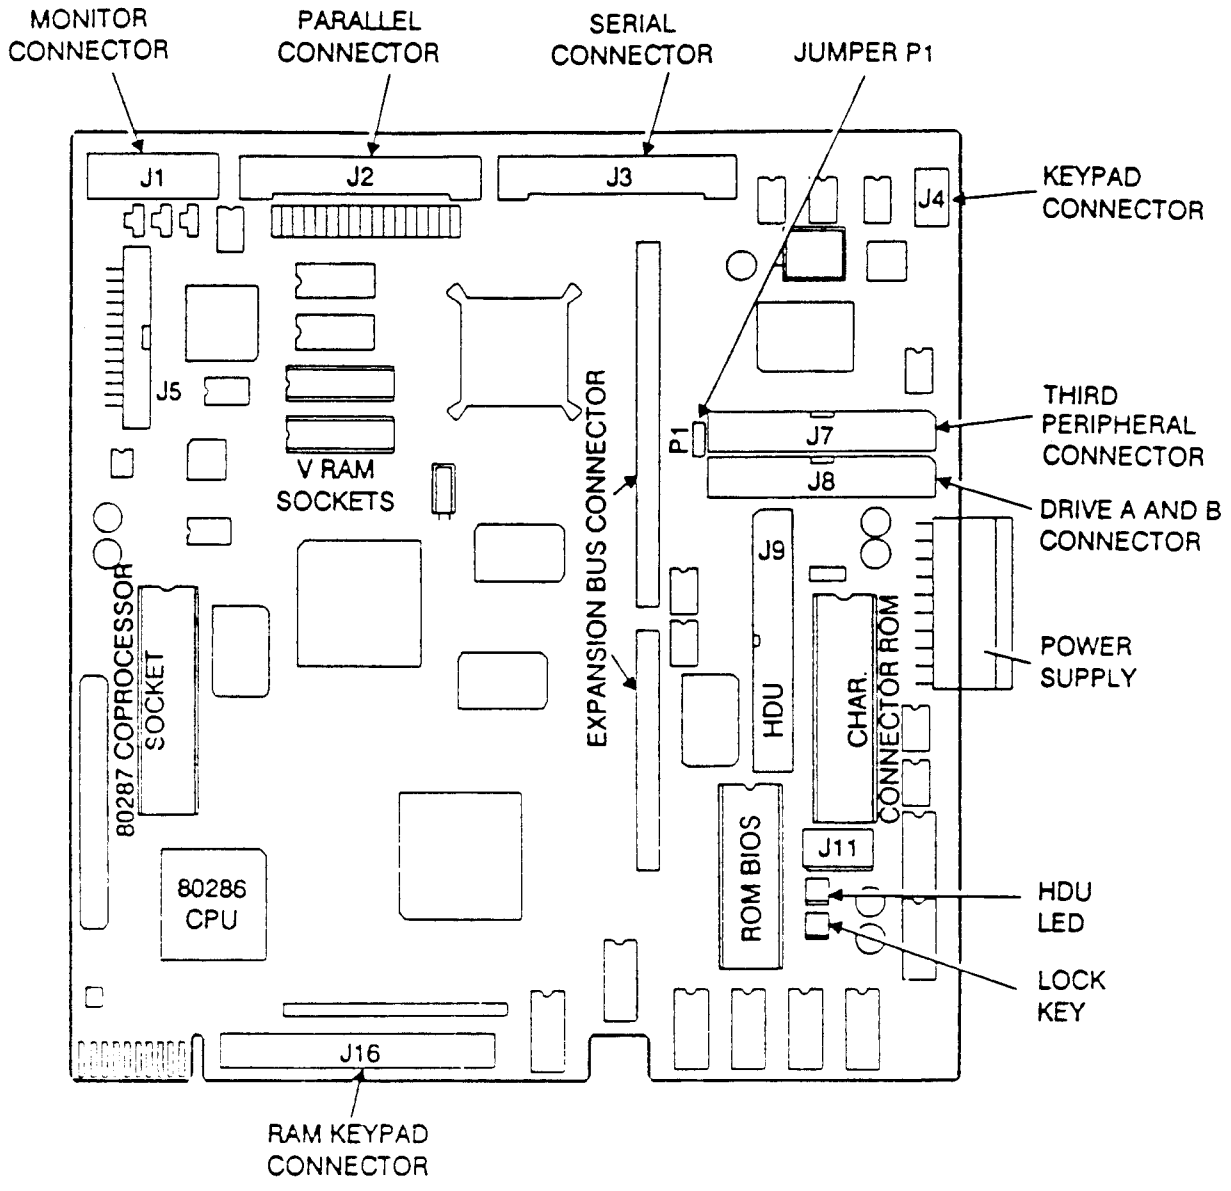 MONITOR
CONNECTOR
PARALLEL
CONNECTOR
SERIAL
CONNECTOR
JUMPER P1
J1
J2
J3
J4
KEYPAD
CONNECTOR
J5
V RAM
SOCKETS
EXPANSION BUS CONNECTOR
P1
J7
J8
THIRD
PERIPHERAL
CONNECTOR
DRIVE A AND B
CONNECTOR
J9
HDU
CHAR.
CONNECTOR ROM
POWER
SUPPLY
80287 COPROCESSOR
SOCKET
80286
CPU
ROM BIOS
J11
HDU
LED
LOCK
KEY
J16
RAM KEYPAD
CONNECTOR